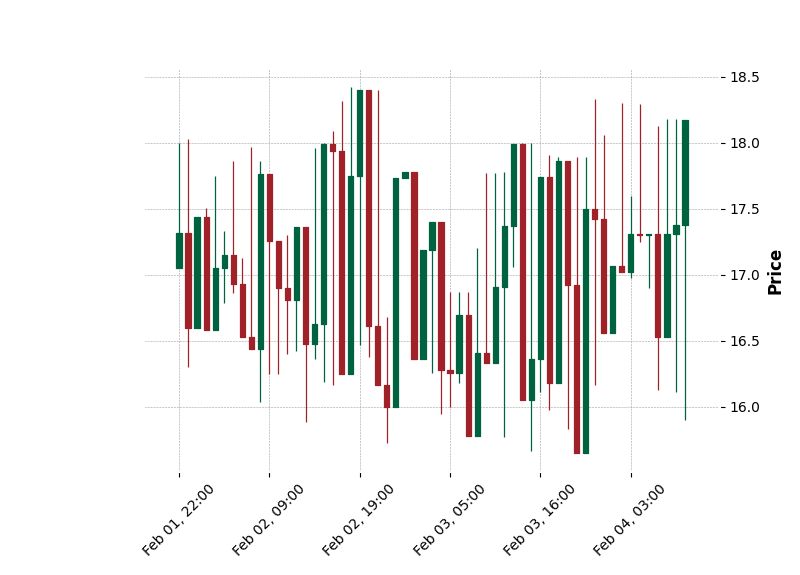 18.5
18.0
17.5
17.0
16.5
16.0
Price
Feb 01, 22:00
Feb 02, 09:00
Feb 02, 19:00
Feb 03, 05:00
Feb 03, 16:00
Feb 04, 03:00